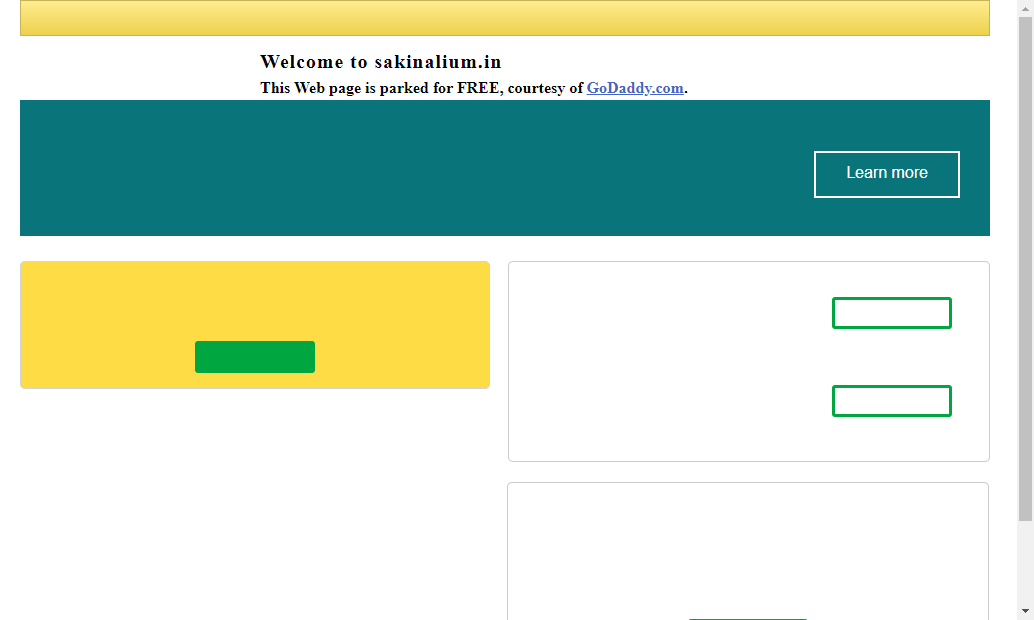 Welcome to sakinalium.in
This Web page is parked for FREE, courtesy of GoDaddy.com.
Learn more